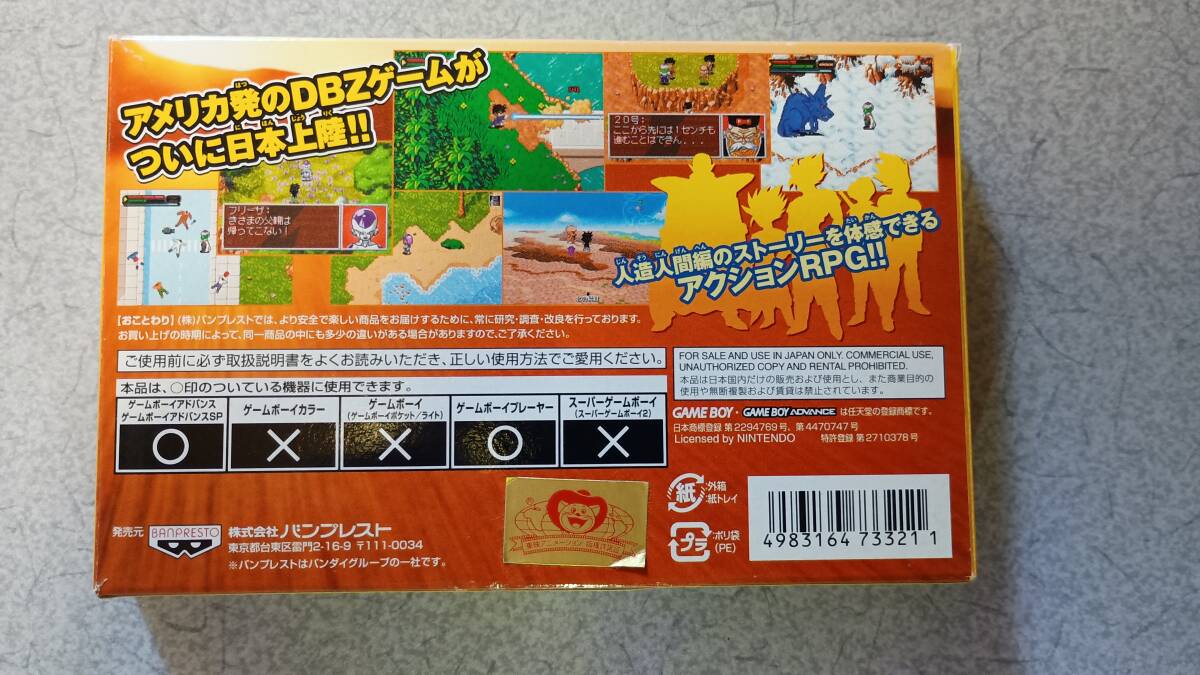 アメリカ発のDBZゲームが
ついに日本上陸!!
20号:
ここから先には1センチも
進むことはできん...
フリーザ:
きさまの父親は
帰ってこない!
人造人間編のストーリーを体感できる
アクションRPG!!
【おことわり】(株)バンプレストでは、より安全で楽しい商品をお届けするために、常に研究・調査・改良を行っております。
お買い上げの時期によって、同一商品の中にも多少の違いがある場合がありますので、ご了承ください。
ご使用前に必ず取扱説明書をよくお読みいただき、正しい使用方法でご愛用ください。
本品は、○印のついている機器に使用できます。
ゲームボーイアドバンス
ゲームボーイアドバンスSP
ゲームボーイカラー
ゲームボーイ
(ゲームボーイポケット/ライト)
ゲームボーイプレーヤー
スーパーゲームボーイ
(スーパーゲームボーイ2)
○ × × ○ ×
FOR SALE AND USE IN JAPAN ONLY. COMMERCIAL USE,
UNAUTHORIZED COPY AND RENTAL PROHIBITED.
本品は日本国内だけの販売および使用とし、また商業目的の
使用や無断複製および賃貸は禁止されています。
GAME BOY・GAME BOY ADVANCE は任天堂の登録商標です。
日本商標登録 第2294769号、第4470747号
Licensed by NINTENDO 特許登録 第2710378号
紙
外箱
紙トレイ
プラ
ポリ袋
(PE)
4983164 733211
発売元 BANPRESTO 株式会社 バンプレスト
東京都台東区雷門2-16-9 〒111-0034
※バンプレストはバンダイグループの一社です。
東映アニメーション